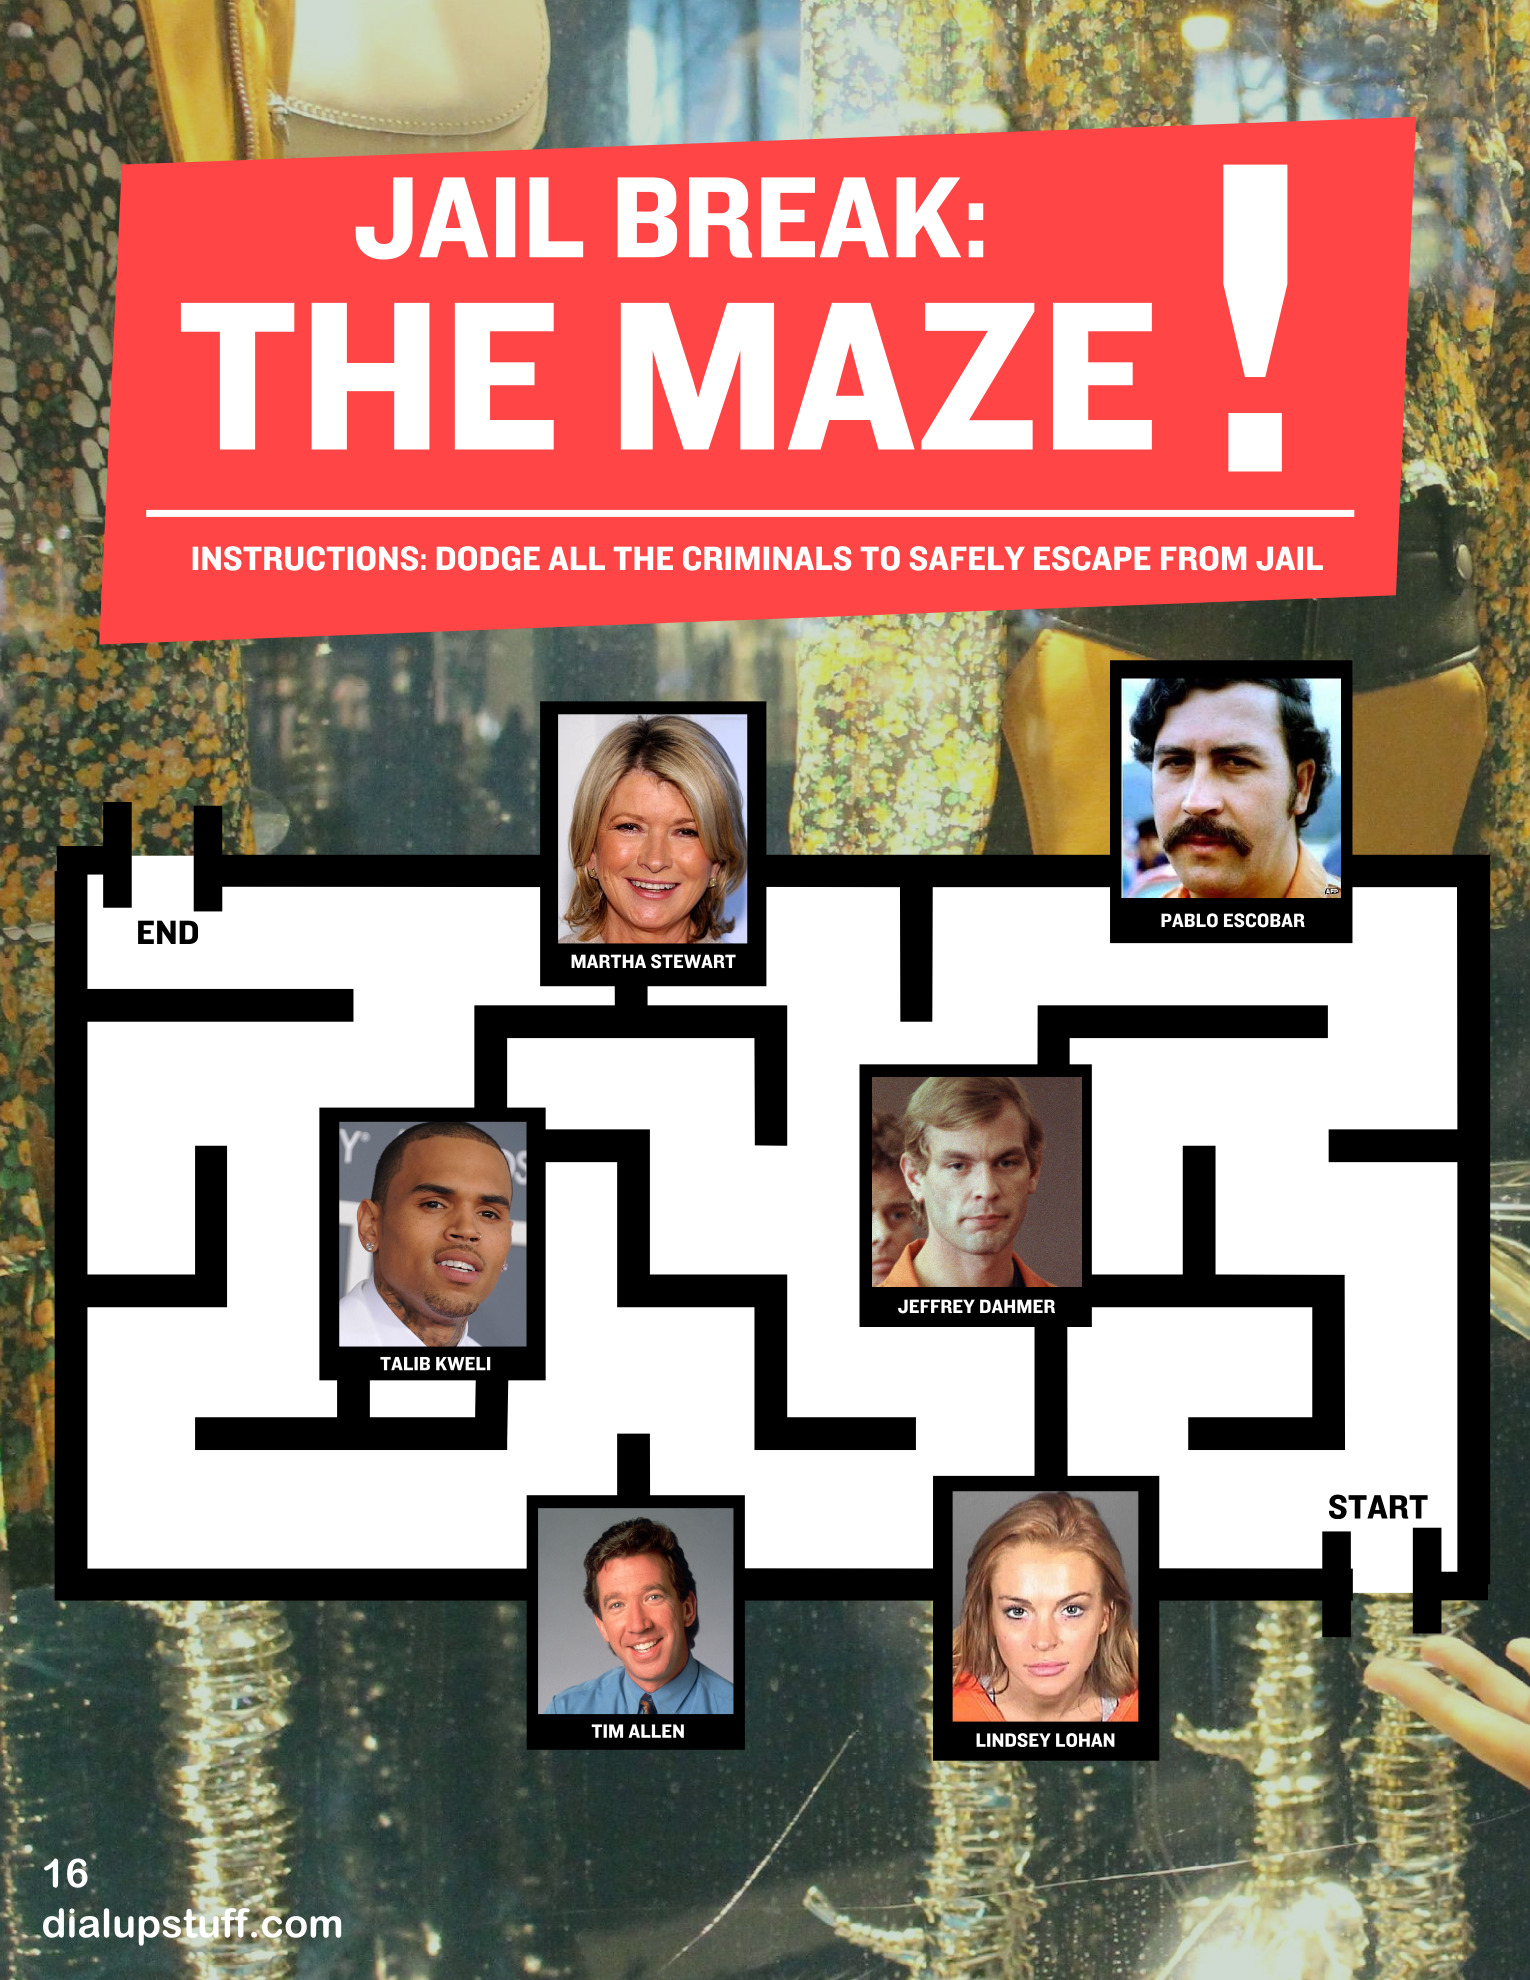 JAIL BREAK:
THE MAZE!
INSTRUCTIONS: DODGE ALL THE CRIMINALS TO SAFELY ESCAPE FROM JAIL
PABLO ESCOBAR
AFP
END
MARTHA STEWART
JEFFREY DAHMER
TALIB KWELI
START
TIM ALLEN
LINDSEY LOHAN
16
dialupstuff.com